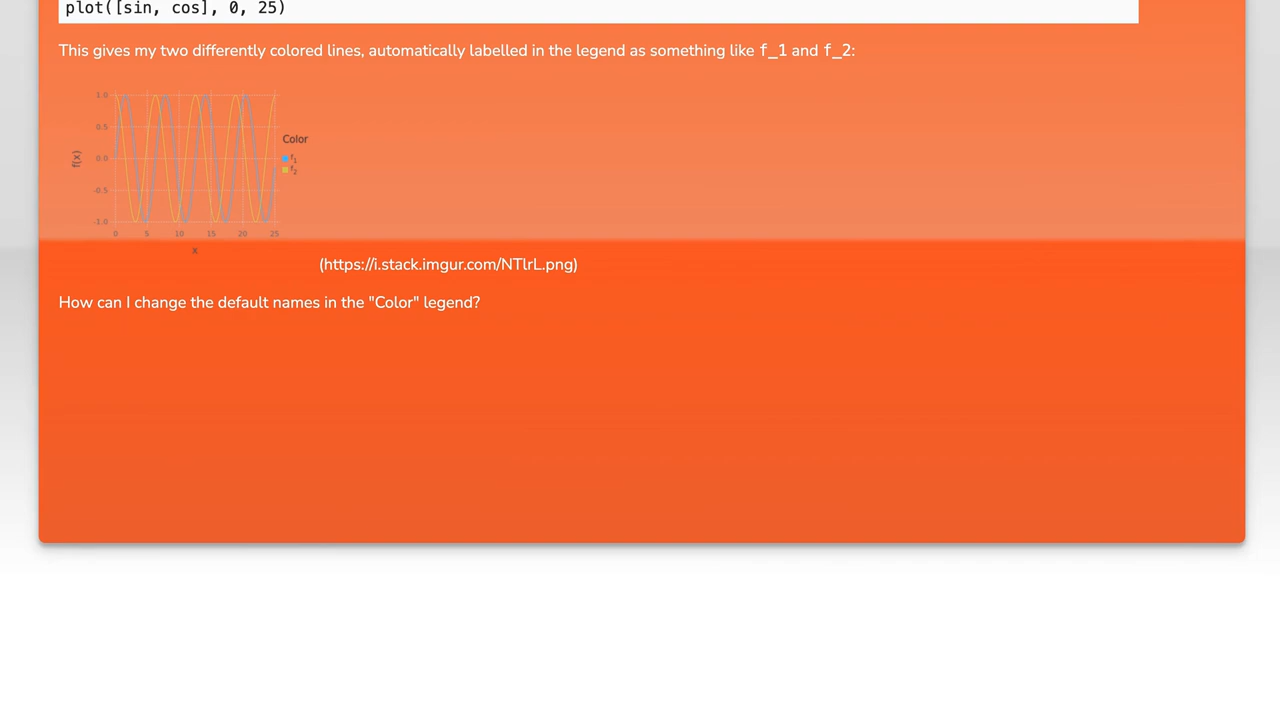 plot([sin, cos], 0, 25)
This gives my two differently colored lines, automatically labelled in the legend as something like f_1 and f_2:
1.0
0.5
0.0
-0.5
-1.0
f(x)
0 5 10 15 20 25
x
Color
f1
f2
(https://i.stack.imgur.com/NTlrL.png)
How can I change the default names in the "Color" legend?